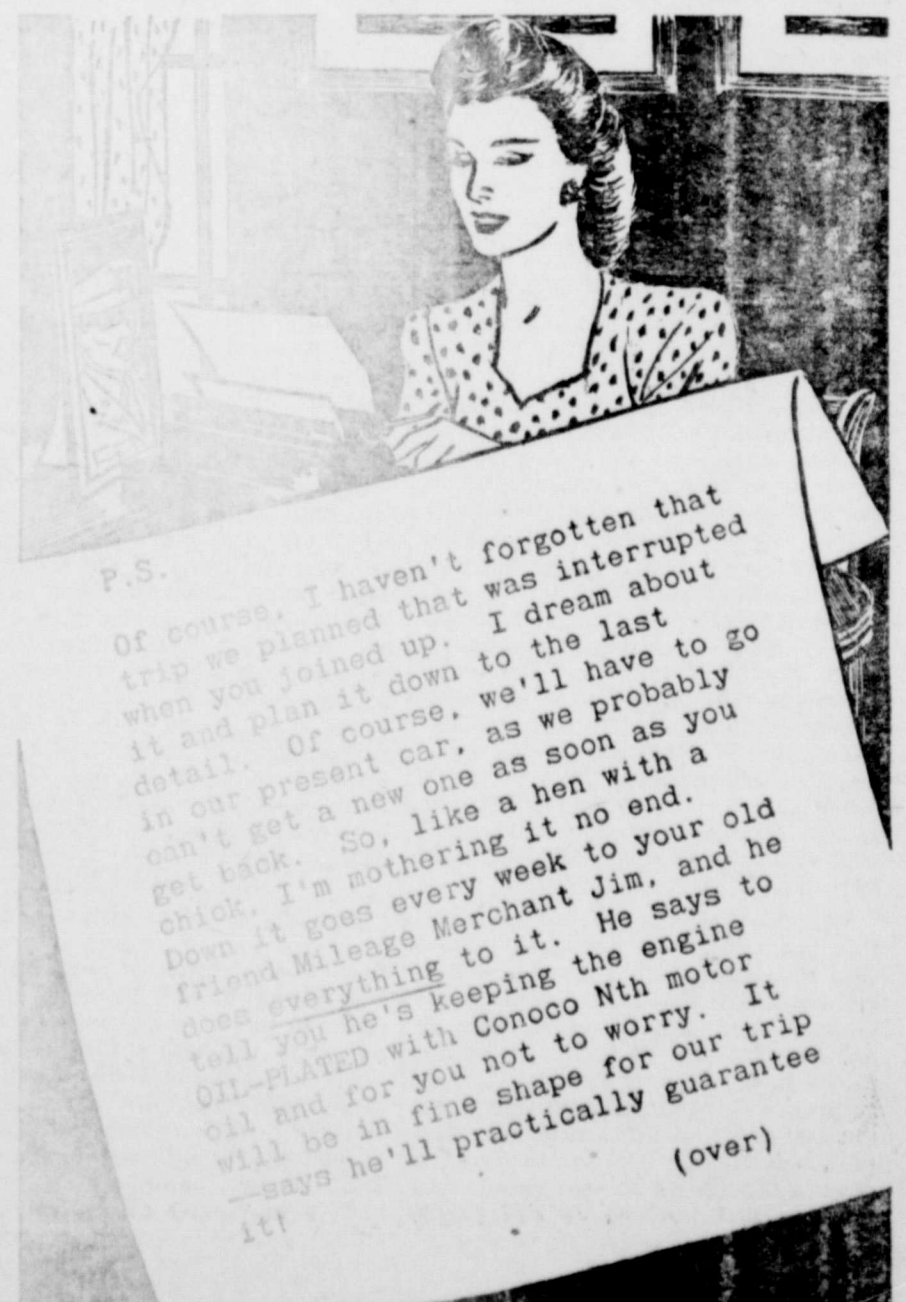 P.S.
Of course, I haven't forgotten that
trip we planned that was interrupted
when you joined up. I dream about
it and plan it down to the last
detail. Of course, we'll have to go
in our present car, as we probably
can't get a new one as soon as you
get back. So, like a hen with a
chick, I'm mothering it no end.
Down it goes every week to your old
friend Mileage Merchant Jim, and he
does everything to it. He says to
tell you he's keeping the engine
OIL-PLATED with Conoco Nth motor
oil and for you not to worry. It
will be in fine shape for our trip
—says he'll practically guarantee
it!
(over)